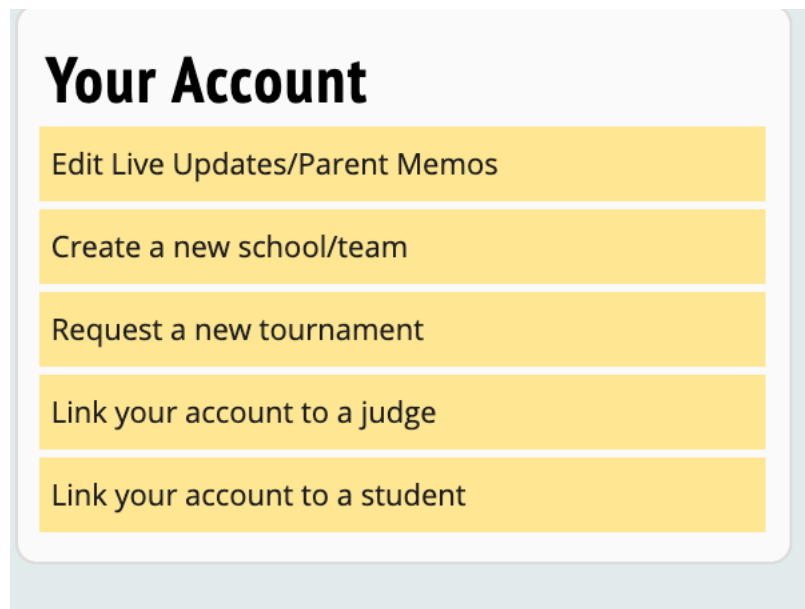 Your Account
Edit Live Updates/Parent Memos
Create a new school/team
Request a new tournament
Link your account to a judge
Link your account to a student